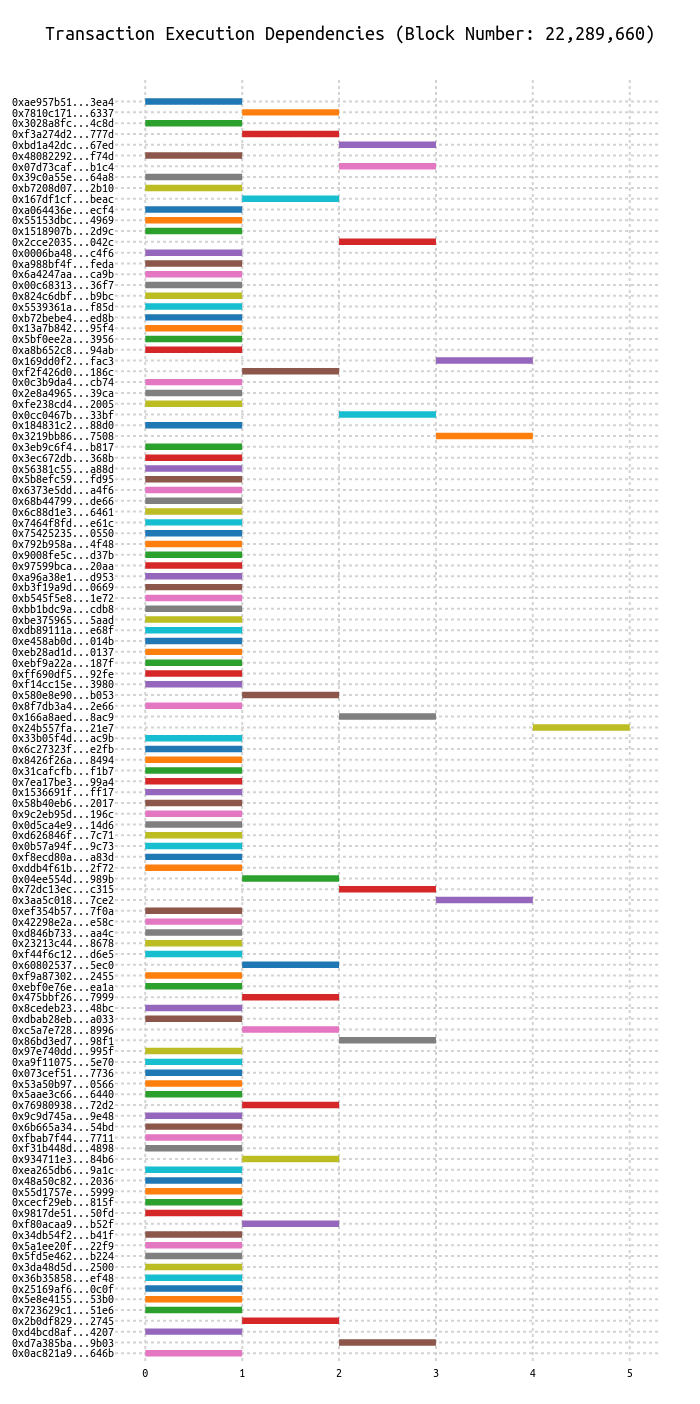 Transaction Execution Dependencies (Block Number: 22,289,660)
0xae957b51...3ea4
0x7810c171...6337
0x3028a8fc...4c8d
0xf3a274d2...777d
0xbd1a42dc...67ed
0x48082292...f74d
0x07d73caf...b1c4
0x39c0a55e...64a8
0xb7208d07...2b10
0x167df1cf...beac
0xa064436e...ecf4
0x55153dbc...4969
0x1518907b...2d9c
0x2cce2035...042c
0x0006ba48...c4f6
0xa988bf4f...feda
0x6a4247aa...ca9b
0x00c68313...36f7
0x824c6dbf...b9bc
0x5539361a...f85d
0xb72bebe4...ed8b
0x13a7b842...95f4
0x5bf0ee2a...3956
0xa8b652c8...94ab
0x169dd0f2...fac3
0xf2f426d0...186c
0x0c3b9da4...cb74
0x2e8a4965...39ca
0xfe238cd4...2005
0x0cc0467b...33bf
0x184831c2...88d0
0x3219bb86...7508
0x3eb9c6f4...b817
0x3ec672db...368b
0x56381c55...a88d
0x5b8efc59...fd95
0x6373e5dd...a4f6
0x68b44799...de66
0x6c88d1e3...6461
0x7464f8fd...e61c
0x75425235...0550
0x792b958a...4f48
0x9008fe5c...d37b
0x97599bca...20aa
0xa96a38e1...d953
0xb3f19a9d...0669
0xb545f5e8...1e72
0xbb1bdc9a...cdb8
0xbe375965...5aad
0xdb89111a...e68f
0xe458ab0d...014b
0xeb28ad1d...0137
0xebf9a22a...187f
0xff690df5...92fe
0xf14cc15e...3980
0x580e8e90...b053
0x8f7db3a4...2e66
0x166a8aed...8ac9
0x24b557fa...21e7
0x33b05f4d...ac9b
0x6c27323f...e2fb
0x8426f26a...8494
0x31cafcfb...f1b7
0x7ea17be3...99a4
0x1536691f...ff17
0x58b40eb6...2017
0x9c2eb95d...196c
0x0d5ca4e9...14d6
0xd626846f...7c71
0x0b57a94f...9c73
0xf8ecd80a...a83d
0xddb4f61b...2f72
0x04ee554d...989b
0x72dc13ec...c315
0x3aa5c018...7ce2
0xef354b57...7f0a
0x42298e2a...e58c
0xd846b733...aa4c
0x23213c44...8678
0xf44f6c12...d6e5
0x60802537...5ec0
0xf9a87302...2455
0xebf0e76e...ea1a
0x475bbf26...7999
0x8cedeb23...48bc
0xdbab28eb...a033
0xc5a7e728...8996
0x86bd3ed7...98f1
0x97e740dd...995f
0xa9f11075...5e70
0x073cef51...7736
0x53a50b97...0566
0x5aae3c66...6440
0x76980938...72d2
0x9c9d745a...9e48
0x6b665a34...54bd
0xfbab7f44...7711
0xf31b448d...4898
0x934711e3...84b6
0xea265db6...9a1c
0x48a50c82...2036
0x55d1757e...5999
0xcecf29eb...815f
0x9817de51...50fd
0xf80acaa9...b52f
0x34db54f2...b41f
0x5a1ee20f...22f9
0x5fd5e462...b224
0x3da48d5d...2500
0x36b35858...ef48
0x25169af6...0c0f
0x5e8e4155...53b0
0x723629c1...51e6
0x2b0df829...2745
0xd4bcd8af...4207
0xd7a385ba...9b03
0x0ac821a9...646b
0 1 2 3 4 5